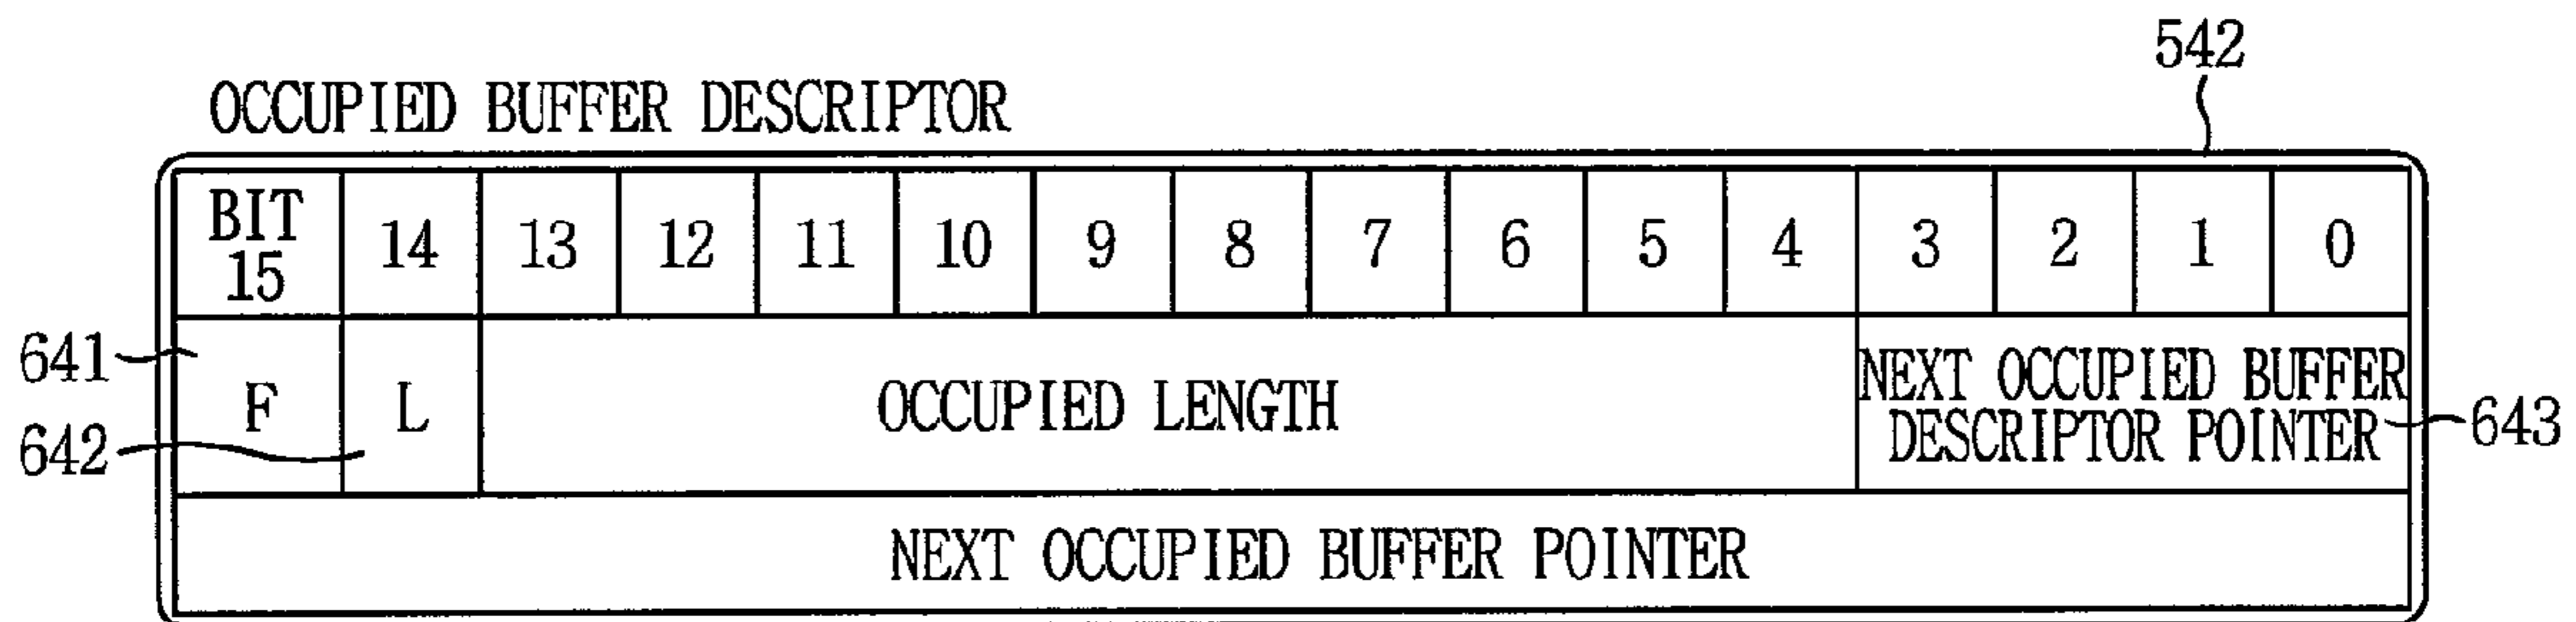 542
OCCUPIED BUFFER DESCRIPTOR
BIT 15 14 13 12 11 10 9 8 7 6 5 4 3 2 1 0
641
F L OCCUPIED LENGTH
NEXT OCCUPIED BUFFER
DESCRIPTOR POINTER
643
642
NEXT OCCUPIED BUFFER POINTER